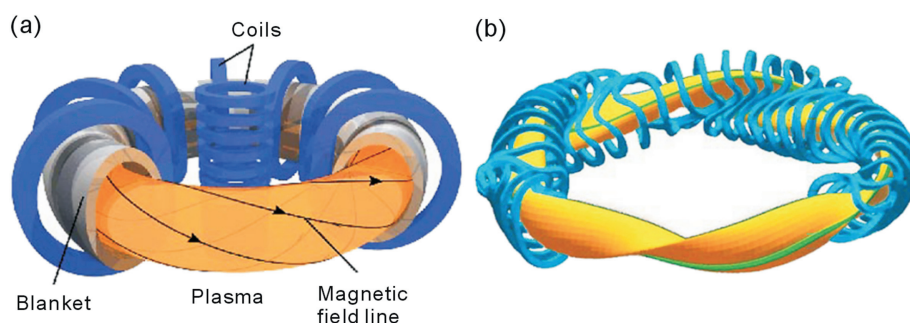 (a)
Coils
Blanket
Plasma
Magnetic
field line
(b)